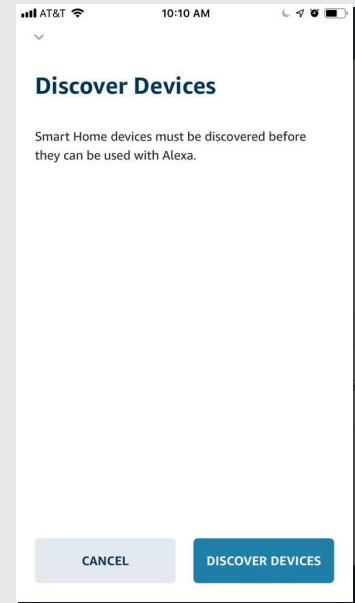 AT&T 10:10 AM
Discover Devices
Smart Home devices must be discovered before
they can be used with Alexa.
CANCEL DISCOVER DEVICES